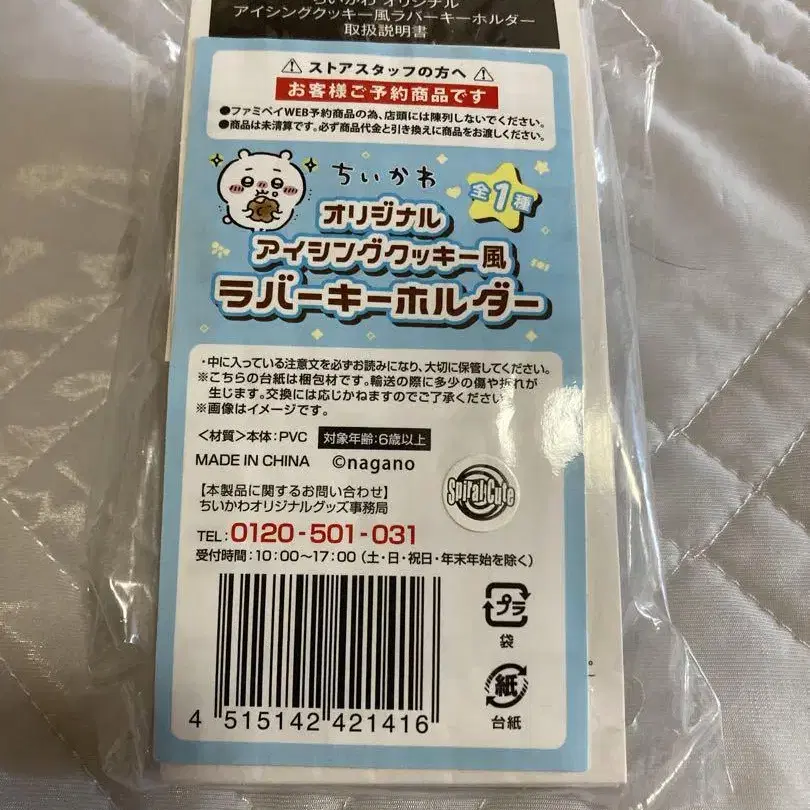 ちいかわ オリジナル
アイシングクッキー風ラバーキーホルダー
取扱説明書
⚠ ストアスタッフの方へ ⚠
お客様ご予約商品です
●ファミペイWEB予約商品の為、店頭には陳列しないでください。
●商品は未清算です。必ず商品代金と引き換えに商品をお渡しください。
ちいかわ
全1種
オリジナル
アイシングクッキー風
ラバーキーホルダー
・中に入っている注意文を必ずお読みになり、大切に保管してください。
※こちらの台紙は梱包材です。輸送の際に多少の傷や折れが
生じます。交換には応じかねますのでご了承ください。
※画像はイメージです。
<材質>本体:PVC 対象年齢:6歳以上
MADE IN CHINA ©nagano
SpiralCute
【本製品に関するお問い合わせ】
ちいかわオリジナルグッズ事務局
TEL:0120-501-031
受付時間:10:00~17:00(土・日・祝日・年末年始を除く)
プラ
袋
紙
台紙
4 515142 421416